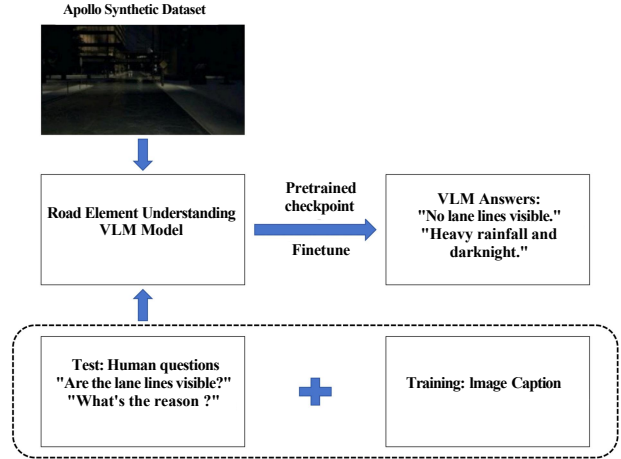 Apollo Synthetic Dataset
Road Element Understanding
VLM Model
Pretrained
checkpoint
Finetune
VLM Answers:
"No lane lines visible."
"Heavy rainfall and
darknight."
Test: Human questions
"Are the lane lines visible?"
"What's the reason ?"
Training: Image Caption